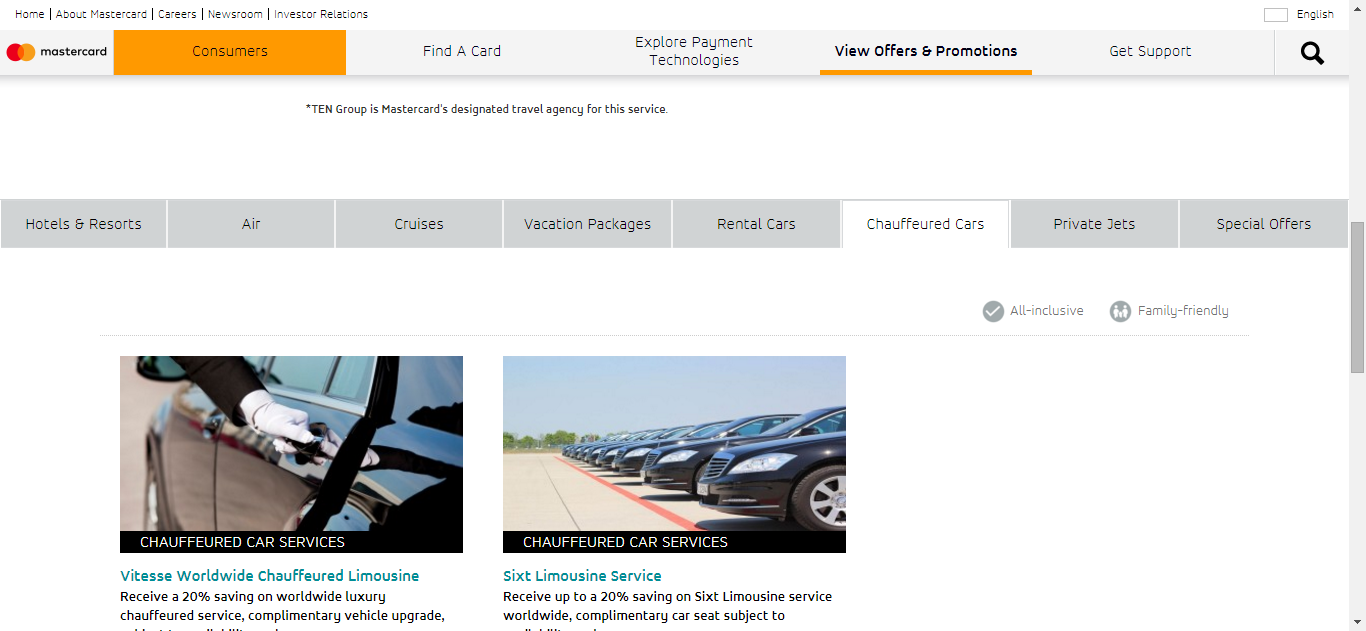 Home | About Mastercard | Careers | Newsroom | Investor Relations
English
mastercard
Consumers
Find A Card
Explore Payment
Technologies
View Offers & Promotions
Get Support
*TEN Group is Mastercard's designated travel agency for this service.
Hotels & Resorts
Air
Cruises
Vacation Packages
Rental Cars
Chauffeured Cars
Private Jets
Special Offers
All-inclusive
Family-friendly
CHAUFFEURED CAR SERVICES
Vitesse Worldwide Chauffeured Limousine
Receive a 20% saving on worldwide luxury
chauffeured service, complimentary vehicle upgrade,
CHAUFFEURED CAR SERVICES
Sixt Limousine Service
Receive up to a 20% saving on Sixt Limousine service
worldwide, complimentary car seat subject to